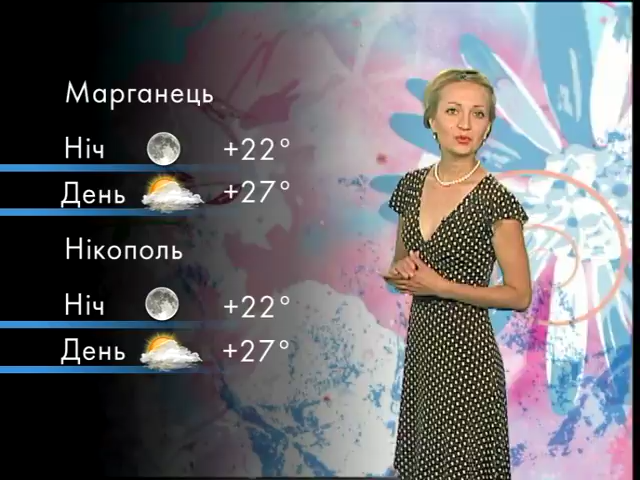 Марганець
Ніч +22°
День +27°
Нікополь
Ніч +22°
День +27°